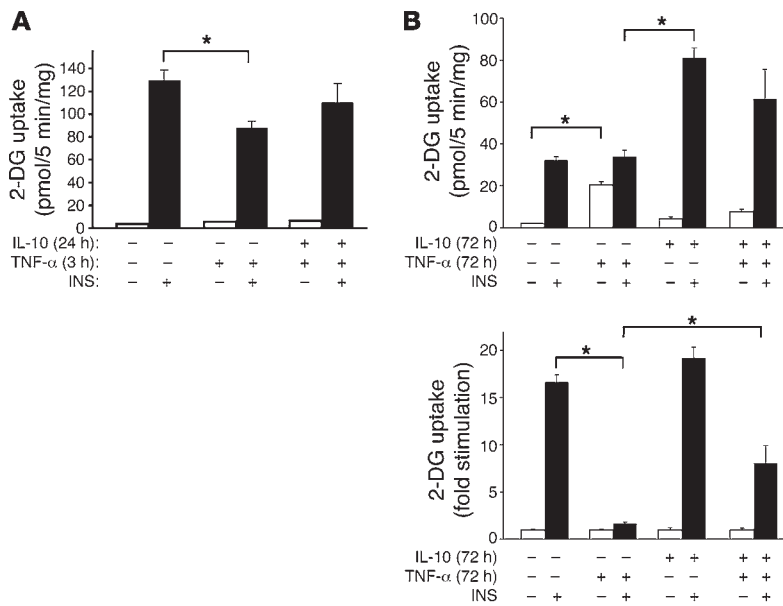 A
2-DG uptake
(pmol/5 min/mg)
140
120
100
80
60
40
20
0
*
IL-10 (24 h): – – – – + +
TNF-α (3 h): – – + + + +
INS: – + – + – +
B
2-DG uptake
(pmol/5 min/mg)
100
80
60
40
20
0
*
*
IL-10 (72 h) – – – – + + + +
TNF-α (72 h) – – + + – – + +
INS – + – + – + – +
2-DG uptake
(fold stimulation)
20
15
10
5
0
*
*
IL-10 (72 h) – – – – + + + +
TNF-α (72 h) – – + + – – + +
INS – + – + – + – +